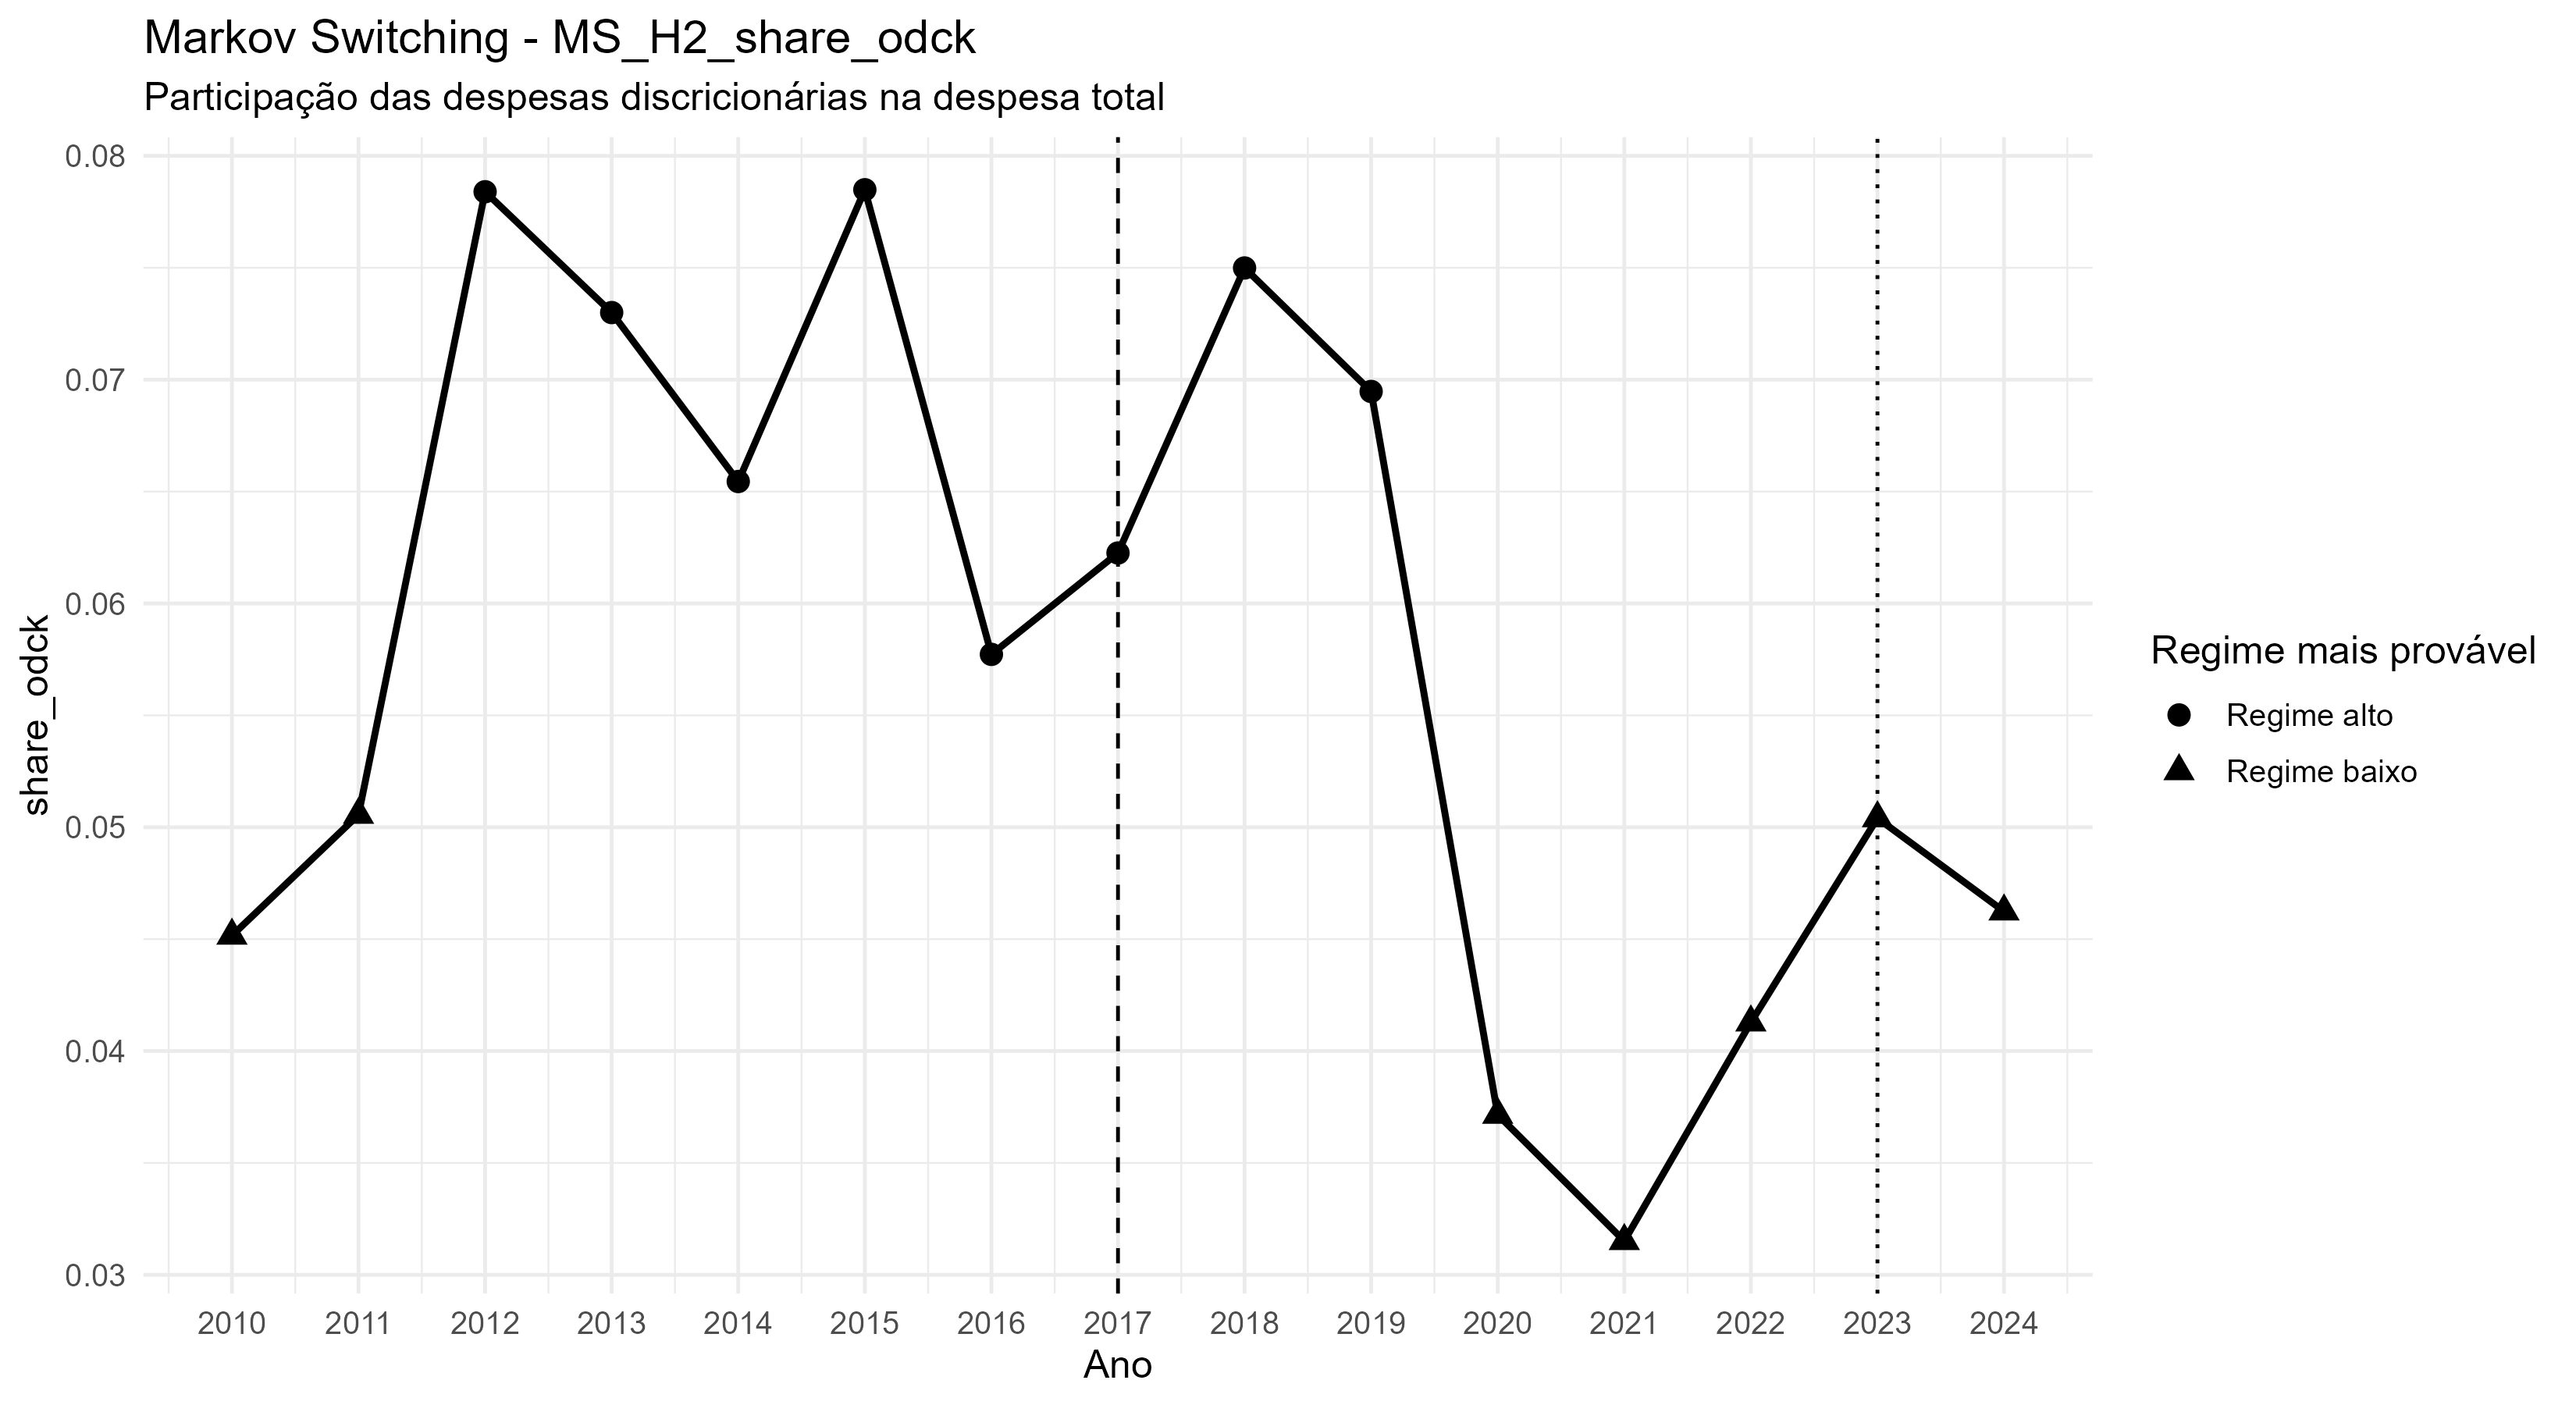 Markov Switching - MS_H2_share_odck
Participação das despesas discricionárias na despesa total
0.08
0.07
0.06
0.05
0.04
0.03
share_odck
2010 2011 2012 2013 2014 2015 2016 2017 2018 2019 2020 2021 2022 2023 2024
Ano
Regime mais provável
Regime alto
Regime baixo